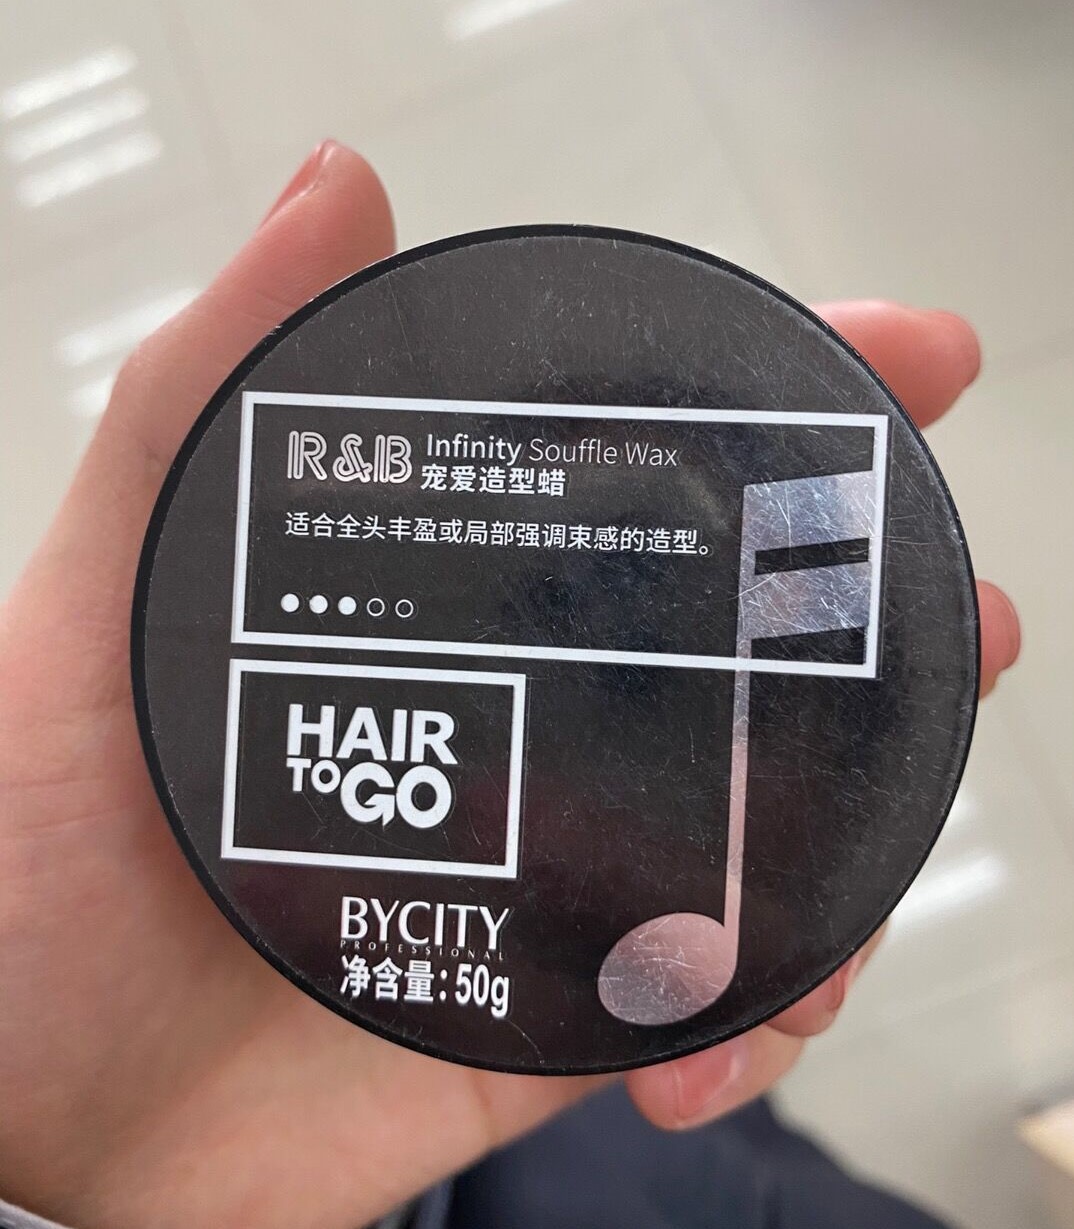 R&B Infinity Souffle Wax
宠爱造型蜡
适合全头丰盈或局部强调束感的造型。
HAIR
TO GO
BYCITY
PROFESSIONAL
净含量:50g